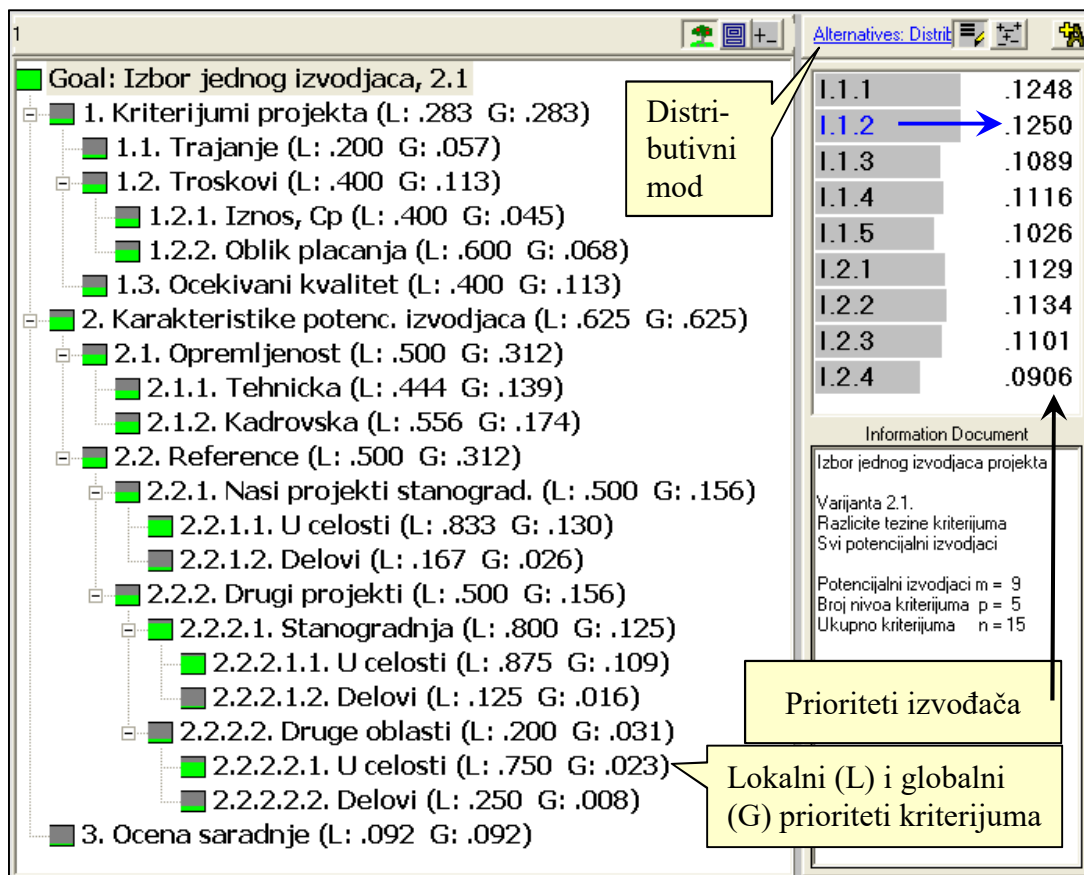 1
Goal: Izbor jednog izvodjaca, 2.1
1. Kriterijumi projekta (L: .283 G: .283)
1.1. Trajanje (L: .200 G: .057)
1.2. Troskovi (L: .400 G: .113)
1.2.1. Iznos, Cp (L: .400 G: .045)
1.2.2. Oblik placanja (L: .600 G: .068)
1.3. Ocekivani kvalitet (L: .400 G: .113)
2. Karakteristike potenc. izvodjaca (L: .625 G: .625)
2.1. Opremljenost (L: .500 G: .312)
2.1.1. Tehnicka (L: .444 G: .139)
2.1.2. Kadrovska (L: .556 G: .174)
2.2. Reference (L: .500 G: .312)
2.2.1. Nasi projekti stanograd. (L: .500 G: .156)
2.2.1.1. U celosti (L: .833 G: .130)
2.2.1.2. Delovi (L: .167 G: .026)
2.2.2. Drugi projekti (L: .500 G: .156)
2.2.2.1. Stanogradnja (L: .800 G: .125)
2.2.2.1.1. U celosti (L: .875 G: .109)
2.2.2.1.2. Delovi (L: .125 G: .016)
2.2.2.2. Druge oblasti (L: .200 G: .031)
2.2.2.2.1. U celosti (L: .750 G: .023)
2.2.2.2.2. Delovi (L: .250 G: .008)
3. Ocena saradnje (L: .092 G: .092)
Alternatives: Distrib
Distri-
butivni
mod
I.1.1 .1248
I.1.2 .1250
I.1.3 .1089
I.1.4 .1116
I.1.5 .1026
I.2.1 .1129
I.2.2 .1134
I.2.3 .1101
I.2.4 .0906
Information Document
Izbor jednog izvodjaca projekta
Varijanta 2.1.
Razlicite tezine kriterijuma
Svi potencijalni izvodjaci
Potencijalni izvodjaci m = 9
Broj nivoa kriterijuma p = 5
Ukupno kriterijuma n = 15
Prioriteti izvođača
Lokalni (L) i globalni
(G) prioriteti kriterijuma